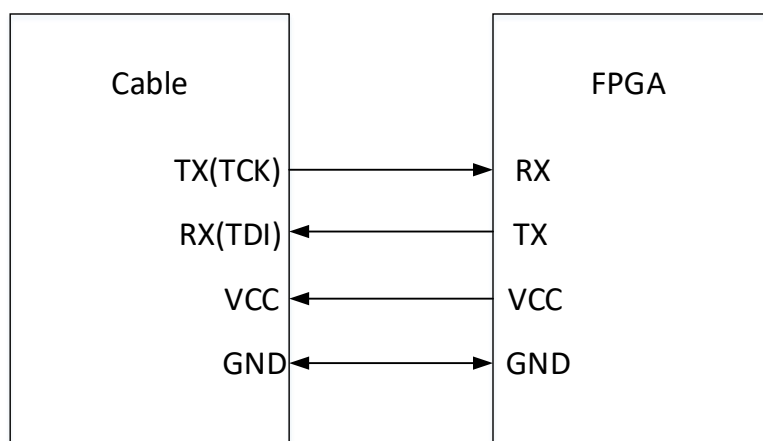 Cable FPGA
TX(TCK) RX
RX(TDI) TX
VCC VCC
GND GND